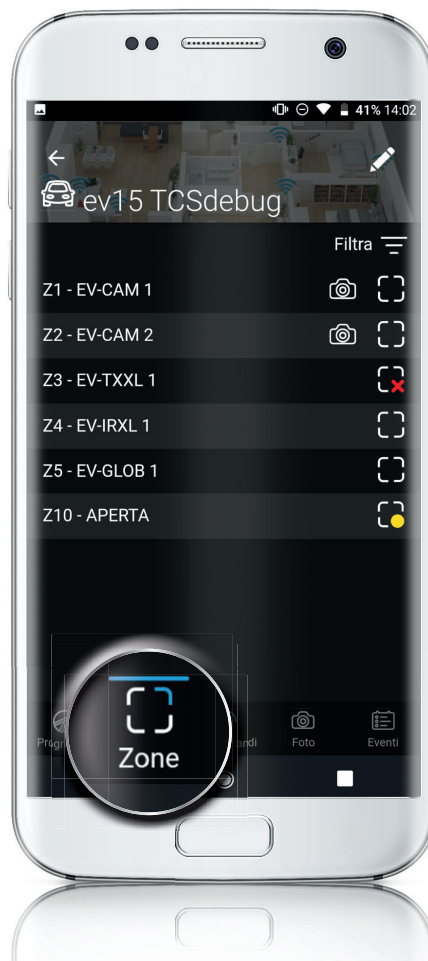 41% 14:02
ev15 TCSdebug
Filtra
Z1 - EV-CAM 1
Z2 - EV-CAM 2
Z3 - EV-TXXL 1
Z4 - EV-IRXL 1
Z5 - EV-GLOB 1
Z10 - APERTA
Zone
Foto
Eventi